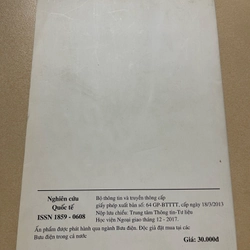 Nghiên cứu
Quốc tế
ISSN 1859 - 0608
Bộ thông tin và truyền thông cấp
giấy phép xuất bản số: 64 GP-BTTTT, cấp ngày 18/3/2013
Nộp lưu chiểu: Trung tâm Thông tin-Tư liệu
Học viện Ngoại giao tháng 12 - 2017.
Ấn phẩm được phát hành qua ngành Bưu điện. Độc giả đặt mua tại các
Bưu điện trong cả nước
Giá: 30.000đ